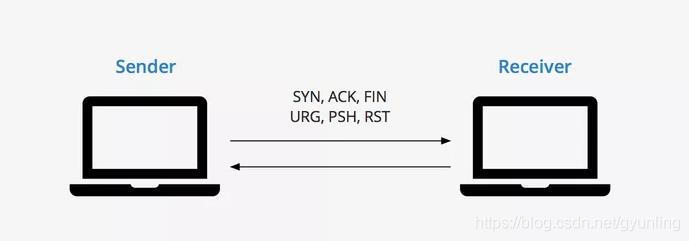 Sender
Receiver
SYN, ACK, FIN
URG, PSH, RST
https://blog.csdn.net/gyunling